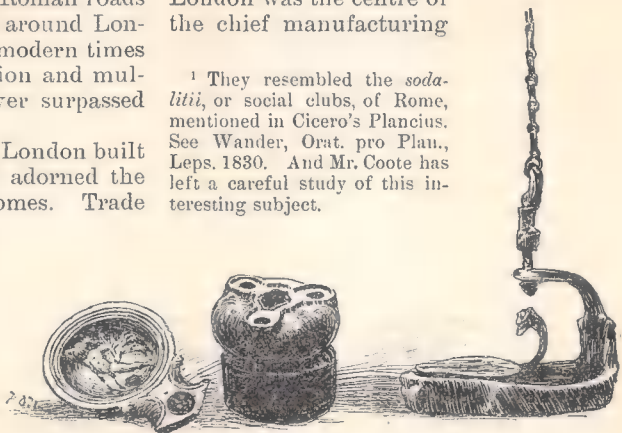 Roman roads
around Lon-
modern times
ion and mul-
er surpassed
London built
adorned the
omes. Trade
London was the centre of
the chief manufacturing
¹ They resembled the soda-
litii, or social clubs, of Rome,
mentioned in Cicero's Plancius.
See Wander, Orat. pro Plan.,
Leps. 1830. And Mr. Coote has
left a careful study of this in-
teresting subject.